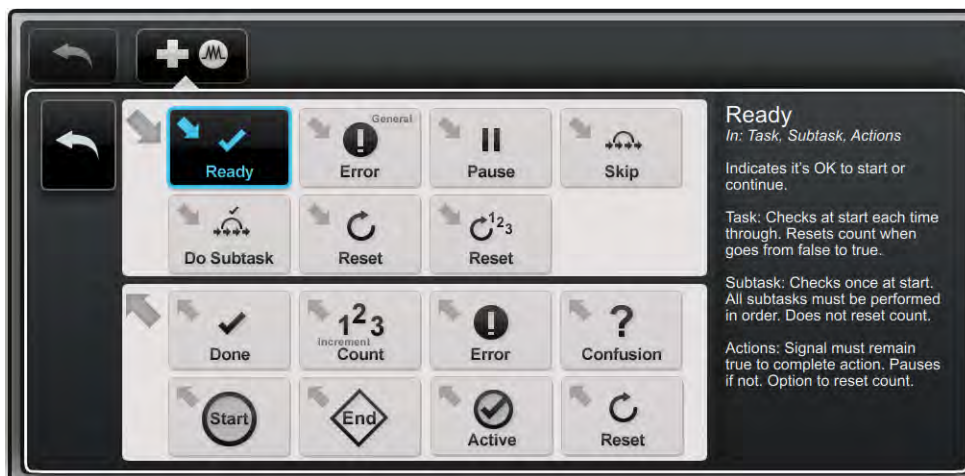 Ready
General
Error
Pause
Skip
Do Subtask
Reset
123
Reset
Done
123
Increment
Count
Error
?
Confusion
Start
End
Active
Reset
Ready
In: Task, Subtask, Actions
Indicates it's OK to start or
continue.
Task: Checks at start each time
through. Resets count when
goes from false to true.
Subtask: Checks once at start.
All subtasks must be performed
in order. Does not reset count.
Actions: Signal must remain
true to complete action. Pauses
if not. Option to reset count.